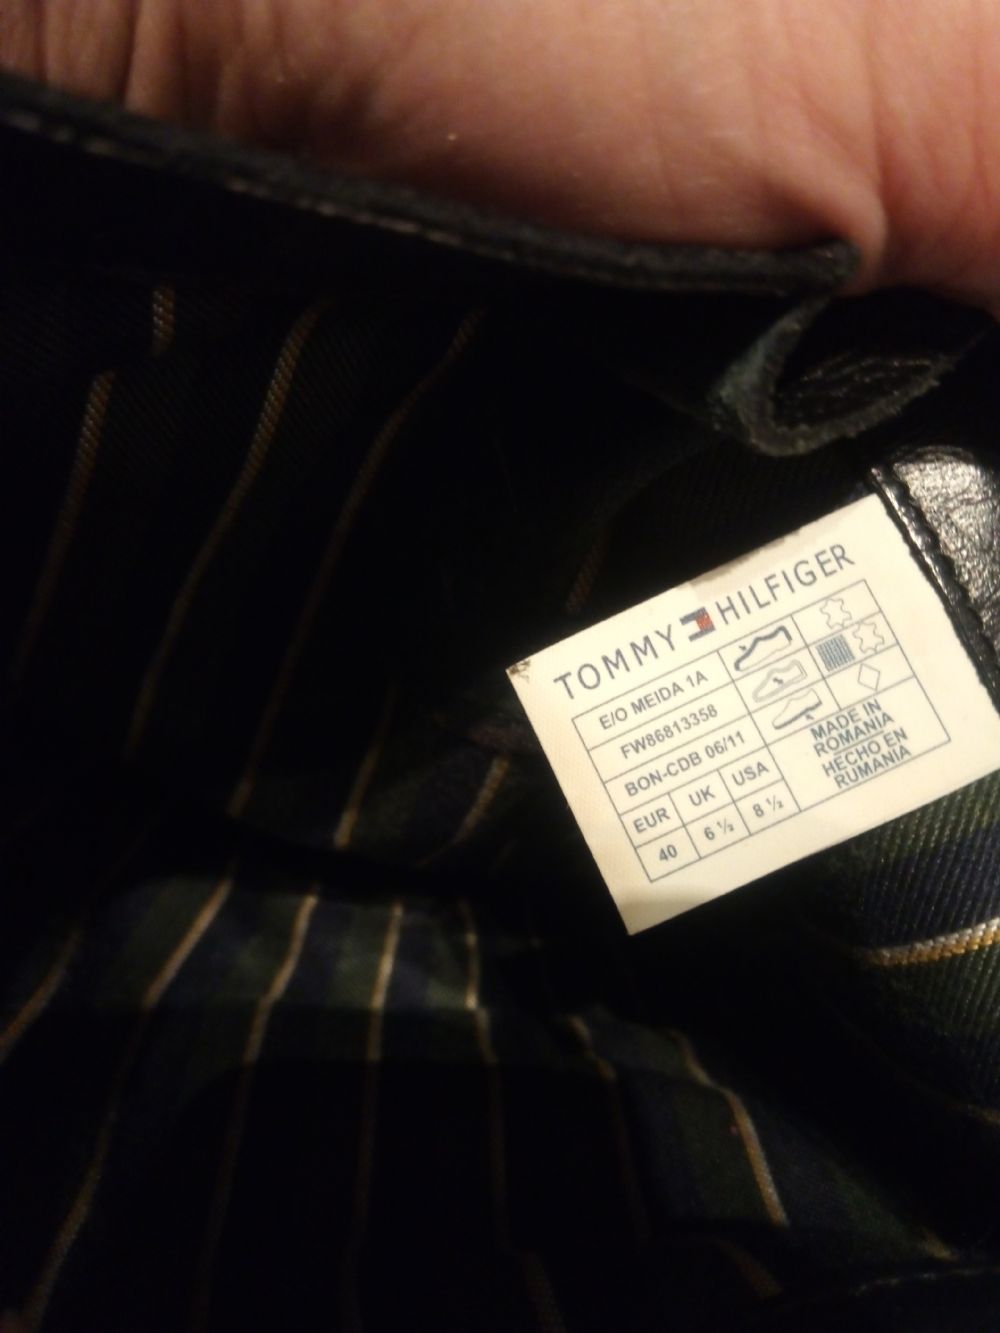 TOMMY HILFIGER
E/O MEIDA 1A
FW86813358
BON-CDB 06/11
EUR UK USA
40 6 ½ 8 ½
MADE IN
ROMANIA
HECHO EN
RUMANIA